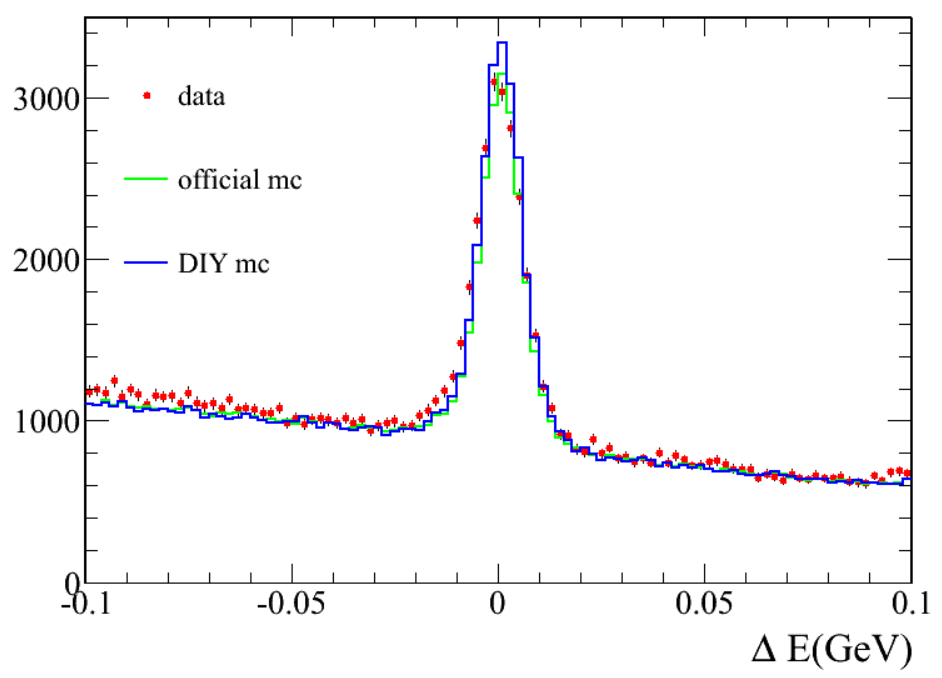 3000
data
official mc
2000
DIY mc
1000
0
-0.1 -0.05 0 0.05 0.1
Δ E(GeV)